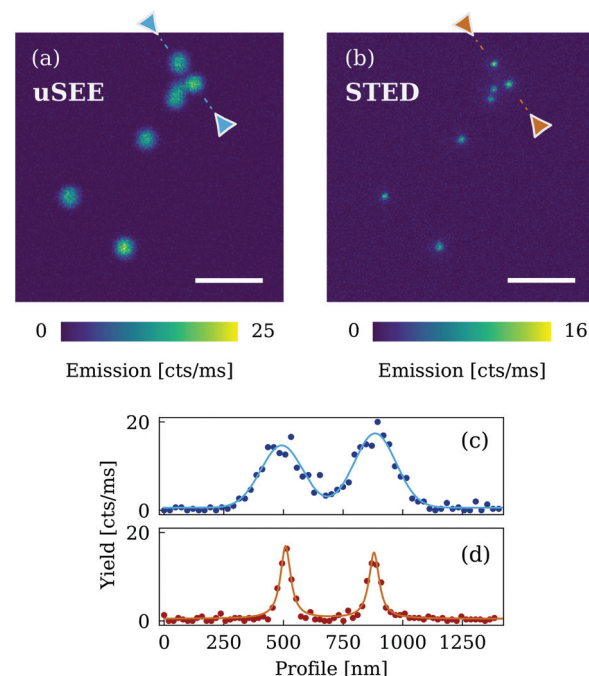 (a)
uSEE
(b)
STED
0 25
Emission [cts/ms]
0 16
Emission [cts/ms]
20
0
(c)
20
0
(d)
Yield [cts/ms]
0 250 500 750 1000 1250
Profile [nm]